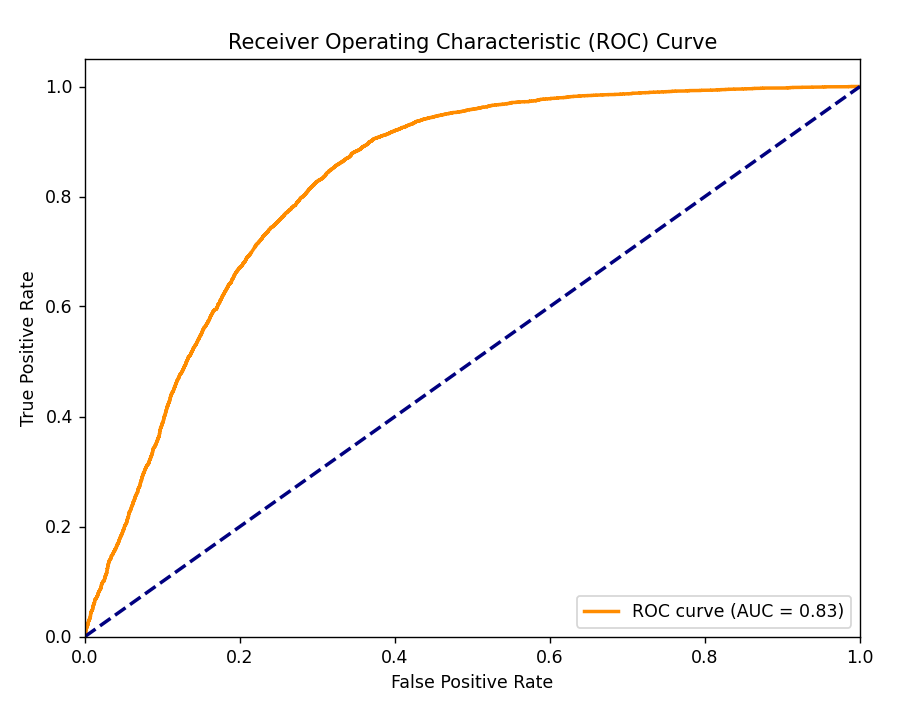 Receiver Operating Characteristic (ROC) Curve
True Positive Rate
1.0
0.8
0.6
0.4
0.2
0.0
ROC curve (AUC = 0.83)
0.0 0.2 0.4 0.6 0.8 1.0
False Positive Rate